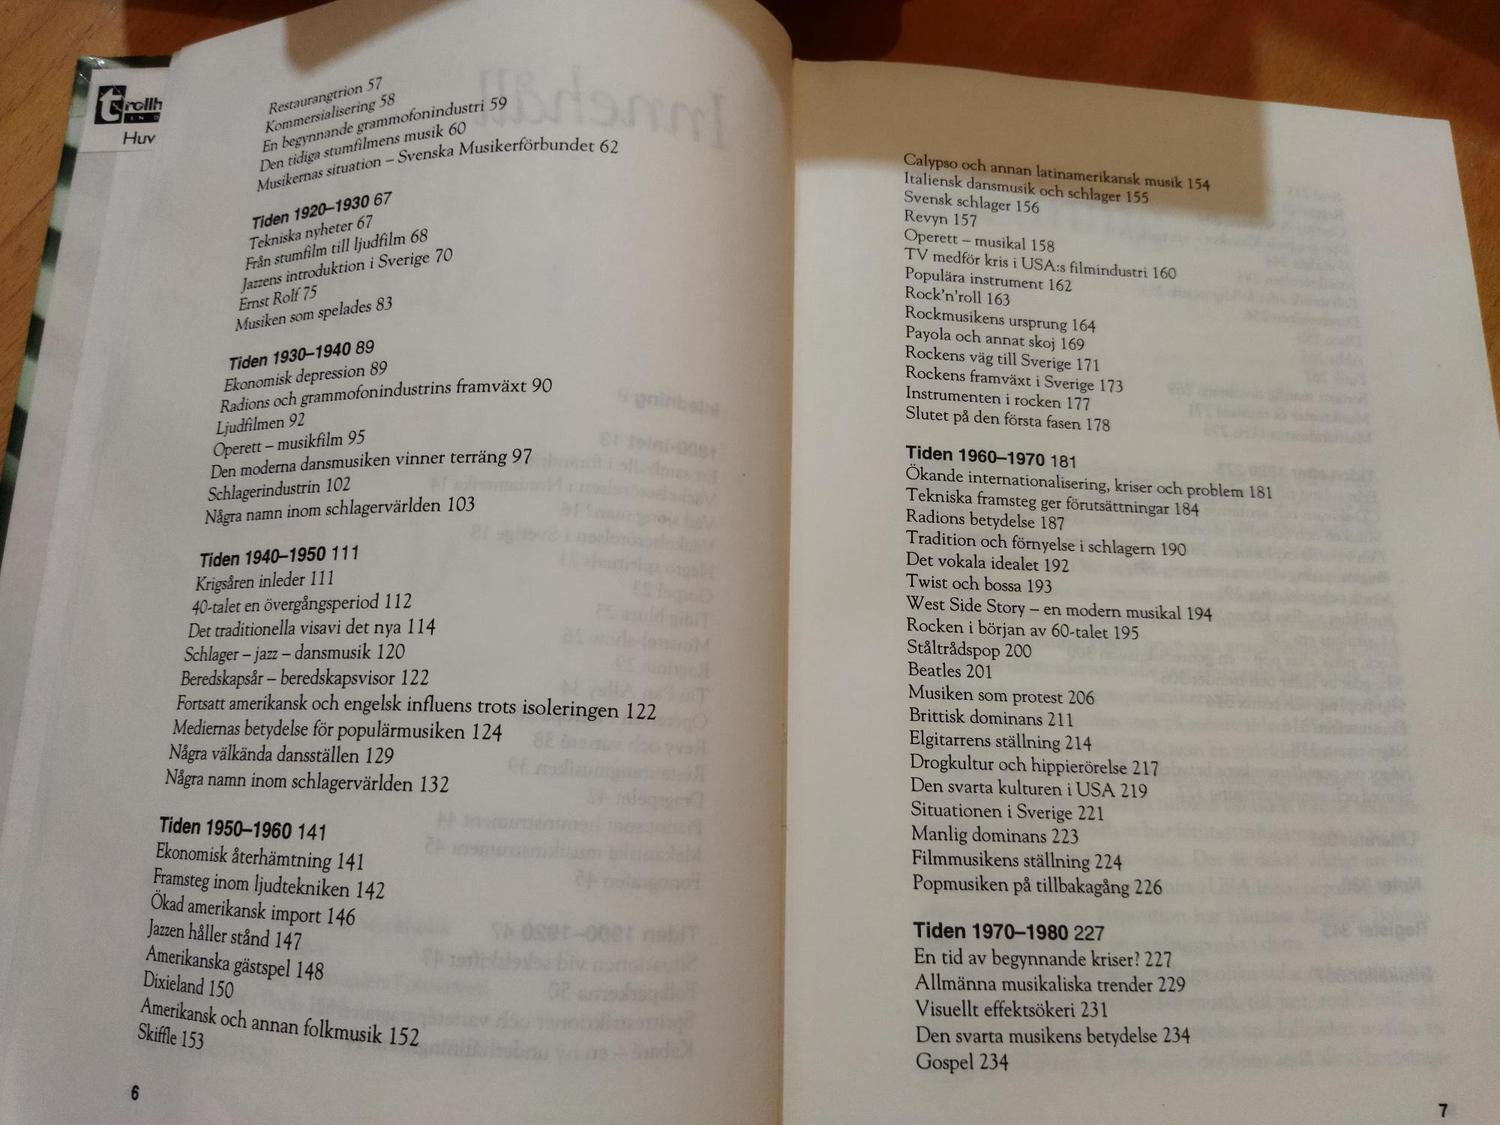 trollh
Huv
Restaurangtrion 57
Kommersialisering 58
En begynnande grammofonindustri 59
Den tidiga stumfilmens musik 60
Musikernas situation – Svenska Musikerförbundet 62
Tiden 1920–1930 67
Tekniska nyheter 67
Från stumfilm till ljudfilm 68
Jazzens introduktion i Sverige 70
Ernst Rolf 75
Musiken som spelades 83
Tiden 1930–1940 89
Ekonomisk depression 89
Radions och grammofonindustrins framväxt 90
Ljudfilmen 92
Operett – musikfilm 95
Den moderna dansmusiken vinner terräng 97
Schlagerindustrin 102
Några namn inom schlagervärlden 103
Tiden 1940–1950 111
Krigsåren inleder 111
40-talet en övergångsperiod 112
Det traditionella visavi det nya 114
Schlager – jazz – dansmusik 120
Beredskapsår – beredskapsvisor 122
Fortsatt amerikansk och engelsk influens trots isoleringen 122
Mediernas betydelse för populärmusiken 124
Några välkända dansställen 129
Några namn inom schlagervärlden 132
Tiden 1950–1960 141
Ekonomisk återhämtning 141
Framsteg inom ljudtekniken 142
Ökad amerikansk import 146
Jazzen håller stånd 147
Amerikanska gästspel 148
Dixieland 150
Amerikansk och annan folkmusik 152
Skiffle 153
6
Calypso och annan latinamerikansk musik 154
Italiensk dansmusik och schlager 155
Svensk schlager 156
Revyn 157
Operett – musikal 158
TV medför kris i USA:s filmindustri 160
Populära instrument 162
Rock'n'roll 163
Rockmusikens ursprung 164
Payola och annat skoj 169
Rockens väg till Sverige 171
Rockens framväxt i Sverige 173
Instrumenten i rocken 177
Slutet på den första fasen 178
Tiden 1960–1970 181
Ökande internationalisering, kriser och problem 181
Tekniska framsteg ger förutsättningar 184
Radions betydelse 187
Tradition och förnyelse i schlagern 190
Det vokala idealet 192
Twist och bossa 193
West Side Story – en modern musikal 194
Rocken i början av 60-talet 195
Ståltrådspop 200
Beatles 201
Musiken som protest 206
Brittisk dominans 211
Elgitarrens ställning 214
Drogkultur och hippierörelse 217
Den svarta kulturen i USA 219
Situationen i Sverige 221
Manlig dominans 223
Filmmusikens ställning 224
Popmusiken på tillbakagång 226
Tiden 1970–1980 227
En tid av begynnande kriser? 227
Allmänna musikaliska trender 229
Visuellt effektsökeri 231
Den svarta musikens betydelse 234
Gospel 234
7